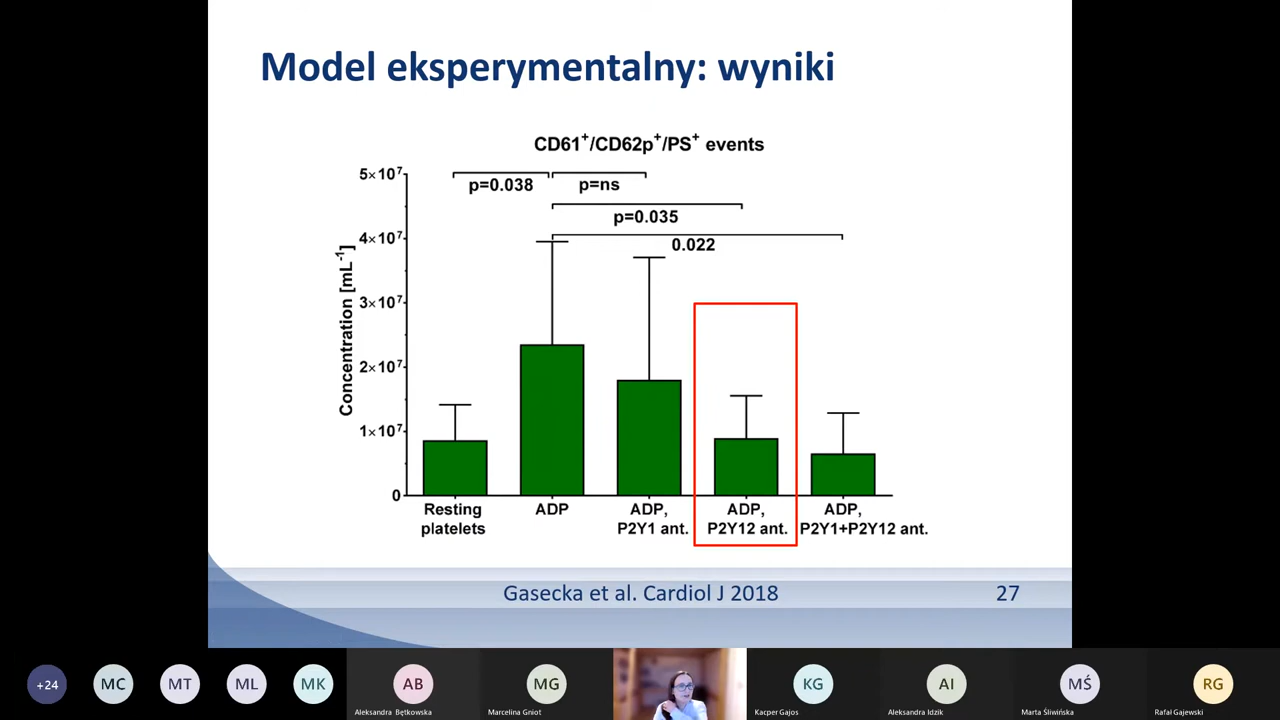 Model eksperymentalny: wyniki
CD61⁺/CD62p⁺/PS⁺ events
5×10⁷
p=0.038
p=ns
p=0.035
4×10⁷
0.022
3×10⁷
2×10⁷
1×10⁷
0
Concentration [mL⁻¹]
Resting platelets
ADP
ADP, P2Y1 ant.
ADP, P2Y12 ant.
ADP, P2Y1+P2Y12 ant.
Gasecka et al. Cardiol J 2018
27
+24
MC
MT
ML
MK
AB
Aleksandra Bętkowska
MG
Marcelina Gniot
KG
Kacper Gajos
AI
Aleksandra Idzik
MŚ
Marta Śliwińska
RG
Rafał Gajewski